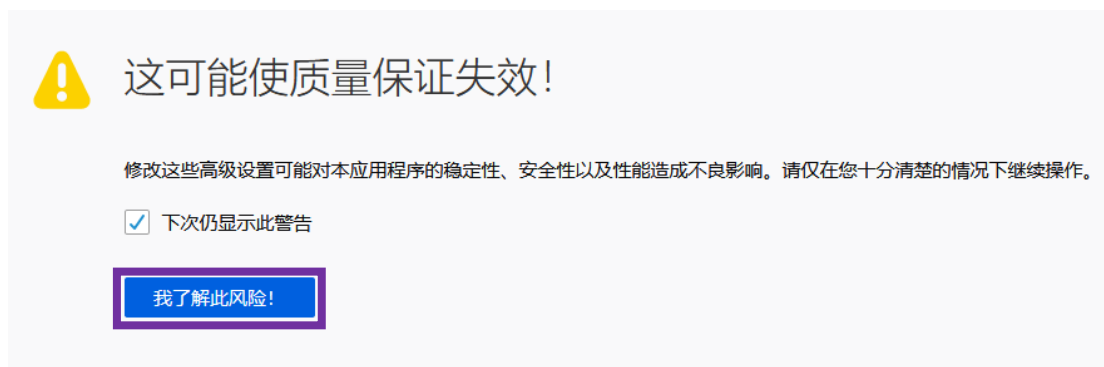 这可能使质量保证失效！
修改这些高级设置可能对本应用程序的稳定性、安全性以及性能造成不良影响。请仅在您十分清楚的情况下继续操作。
下次仍显示此警告
我了解此风险！